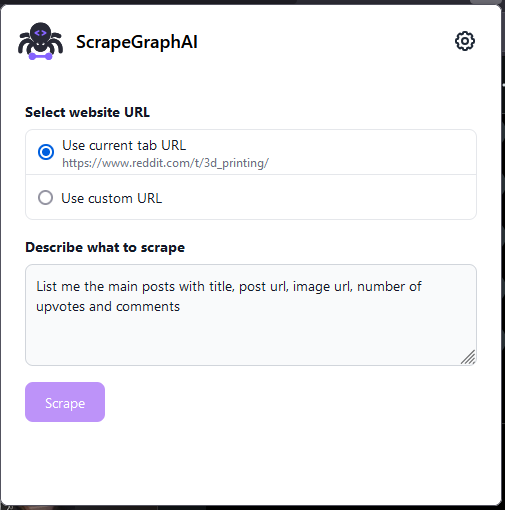 ScrapeGraphAI
Select website URL
Use current tab URL
https://www.reddit.com/t/3d_printing/
Use custom URL
Describe what to scrape
List me the main posts with title, post url, image url, number of
upvotes and comments
Scrape